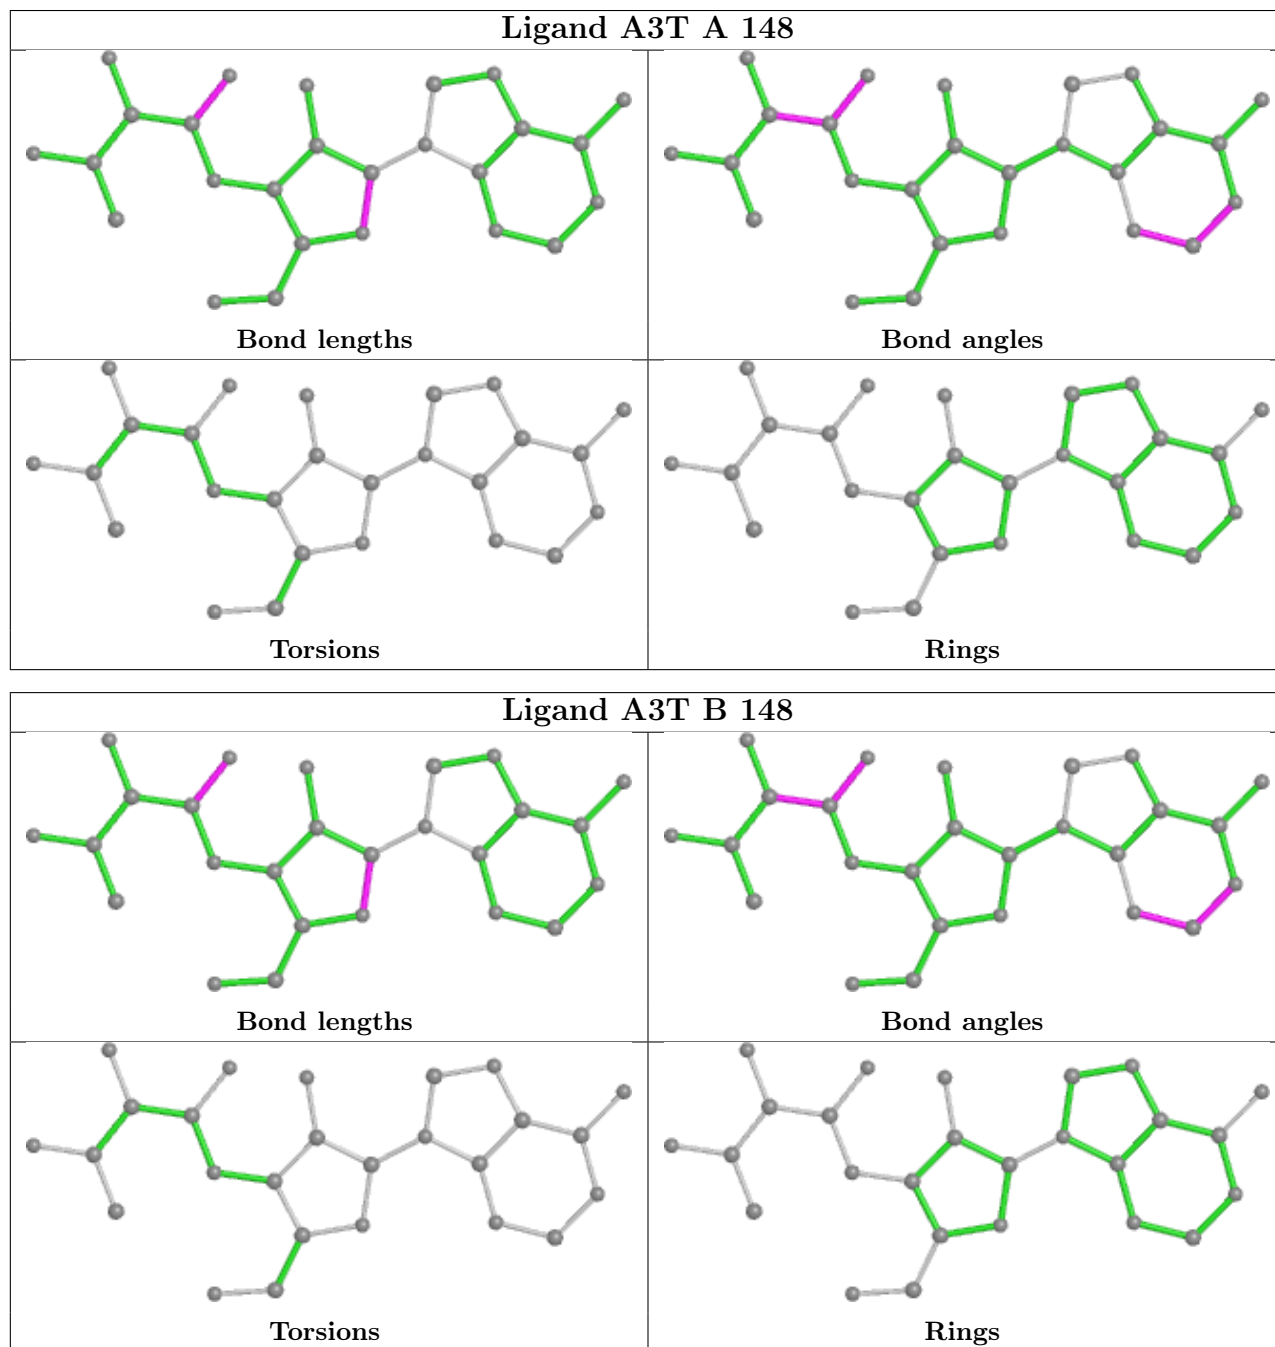 Ligand A3T A 148
Bond lengths
Bond angles
Torsions
Rings
Ligand A3T B 148
Bond lengths
Bond angles
Torsions
Rings